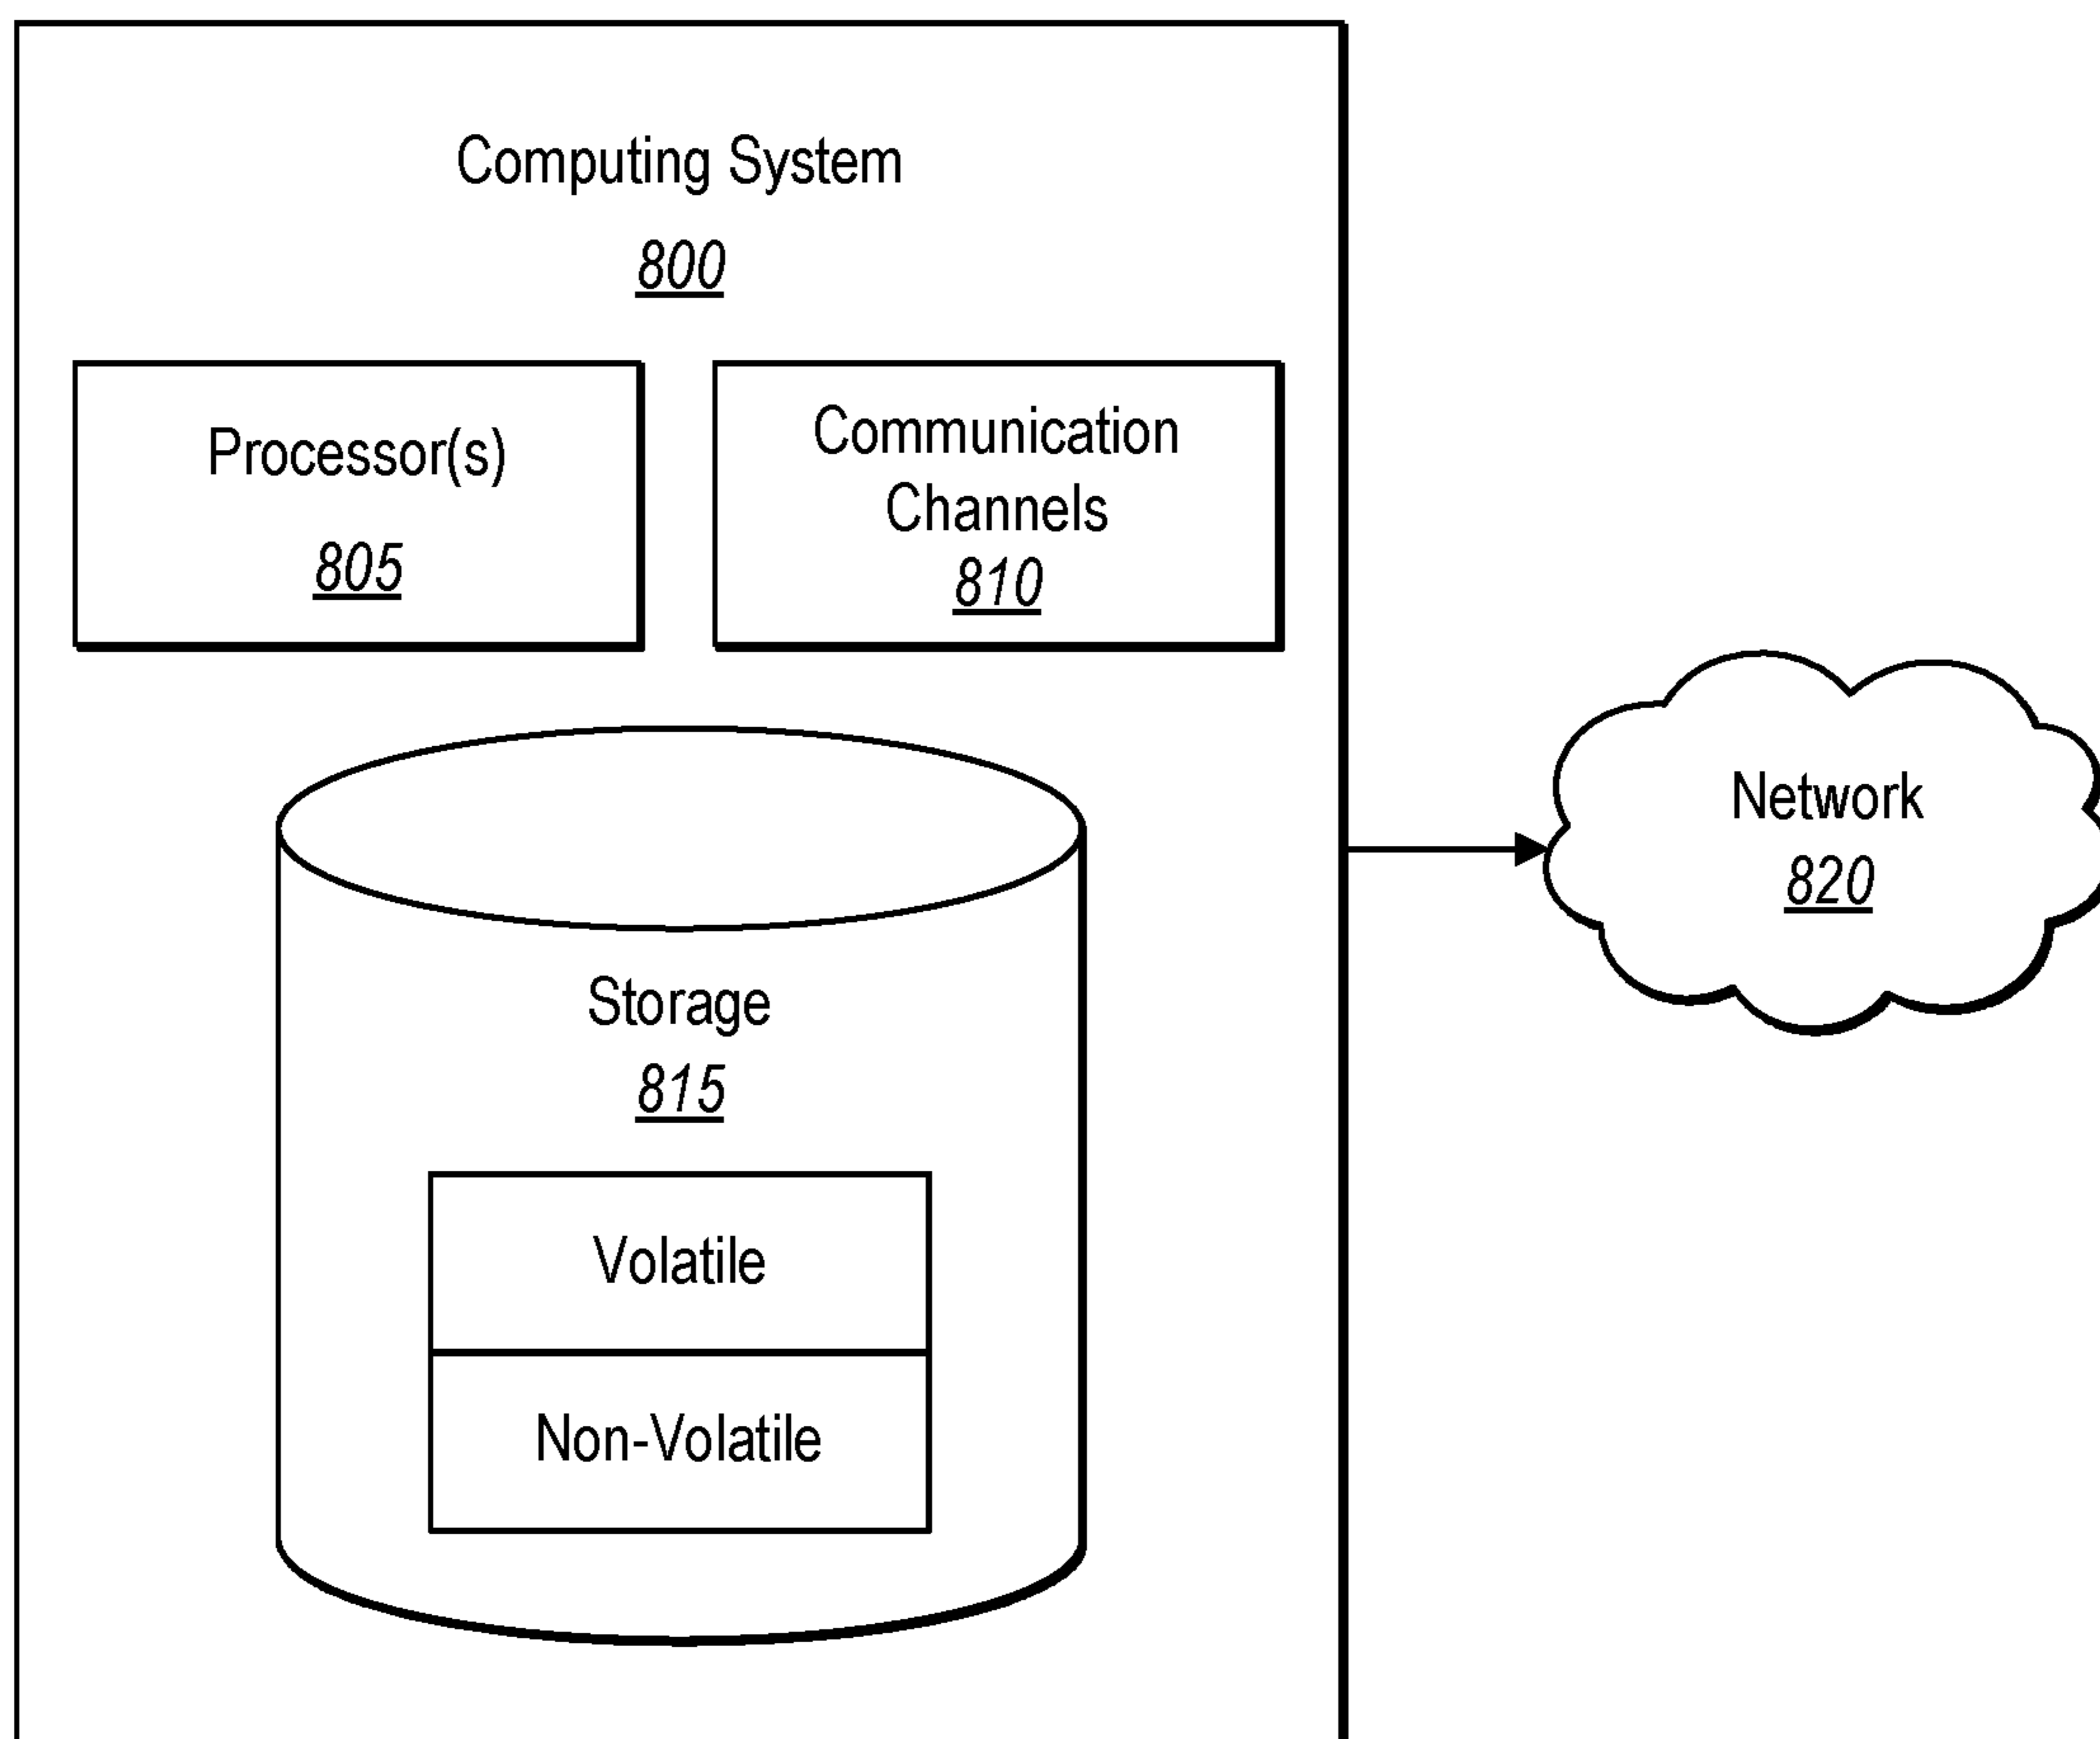 Computing System
800
Processor(s)
805
Communication
Channels
810
Storage
815
Volatile
Non-Volatile
Network
820